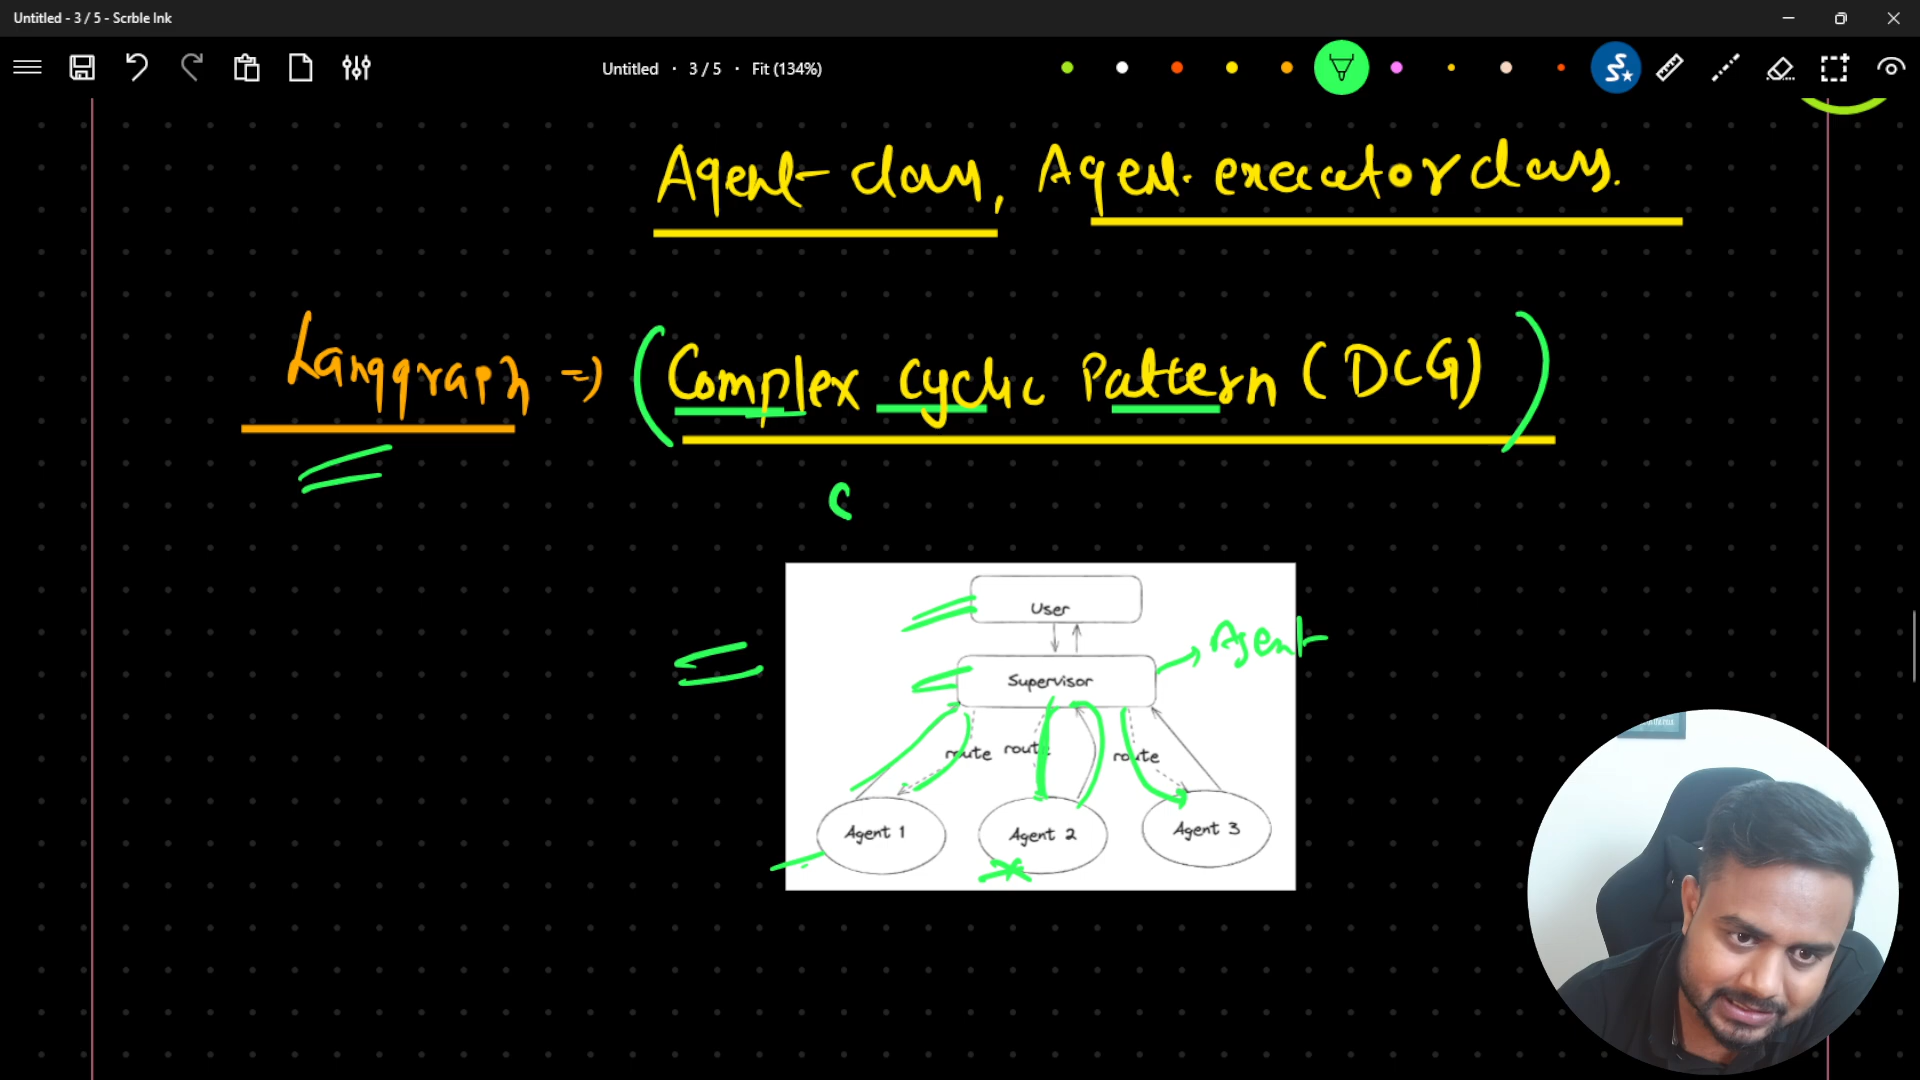 Untitled - 3 / 5 - Scrble Ink
Untitled · 3 / 5 · Fit (134%)
Agent class, Agent executor class.
Langgraph => (Complex Cyclic Pattern (DCG))
C
User
Supervisor → Agent
route route route
Agent 1 Agent 2 Agent 3